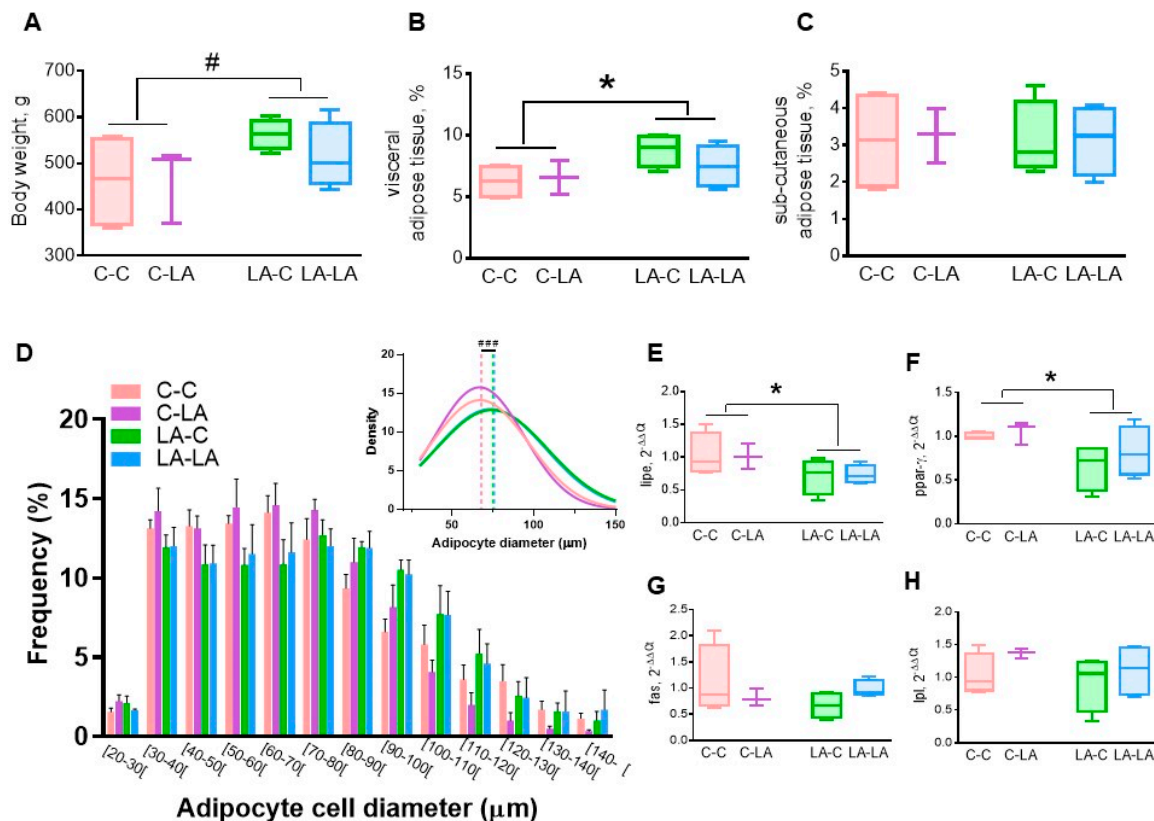 A
Body weight, g
700
600
500
400
300
#
C-C C-LA LA-C LA-LA
B
visceral
adipose tissue, %
15
10
5
0
*
C-C C-LA LA-C LA-LA
C
sub-cutaneous
adipose tissue, %
5
4
3
2
1
0
C-C C-LA LA-C LA-LA
D
C-C
C-LA
LA-C
LA-LA
Frequency (%)
20
15
10
5
0
[20-30[
[30-40[
[40-50[
[50-60[
[60-70[
[70-80[
[80-90[
[90-100[
[100-110[
[110-120[
[120-130[
[130-140[
[140- [
Adipocyte cell diameter (μm)
###
Density
20
15
10
5
0
50 100 150
Adipocyte diameter (μm)
E
lipe, 2-ΔΔCt
2.0
1.5
1.0
0.5
0.0
*
C-C C-LA LA-C LA-LA
F
ppar-γ, 2-ΔΔCt
1.5
1.0
0.5
0.0
*
C-C C-LA LA-C LA-LA
G
fas, 2-ΔΔCt
2.5
2.0
1.5
1.0
0.5
0.0
C-C C-LA LA-C LA-LA
H
lpl, 2-ΔΔCt
2.0
1.5
1.0
0.5
0.0
C-C C-LA LA-C LA-LA